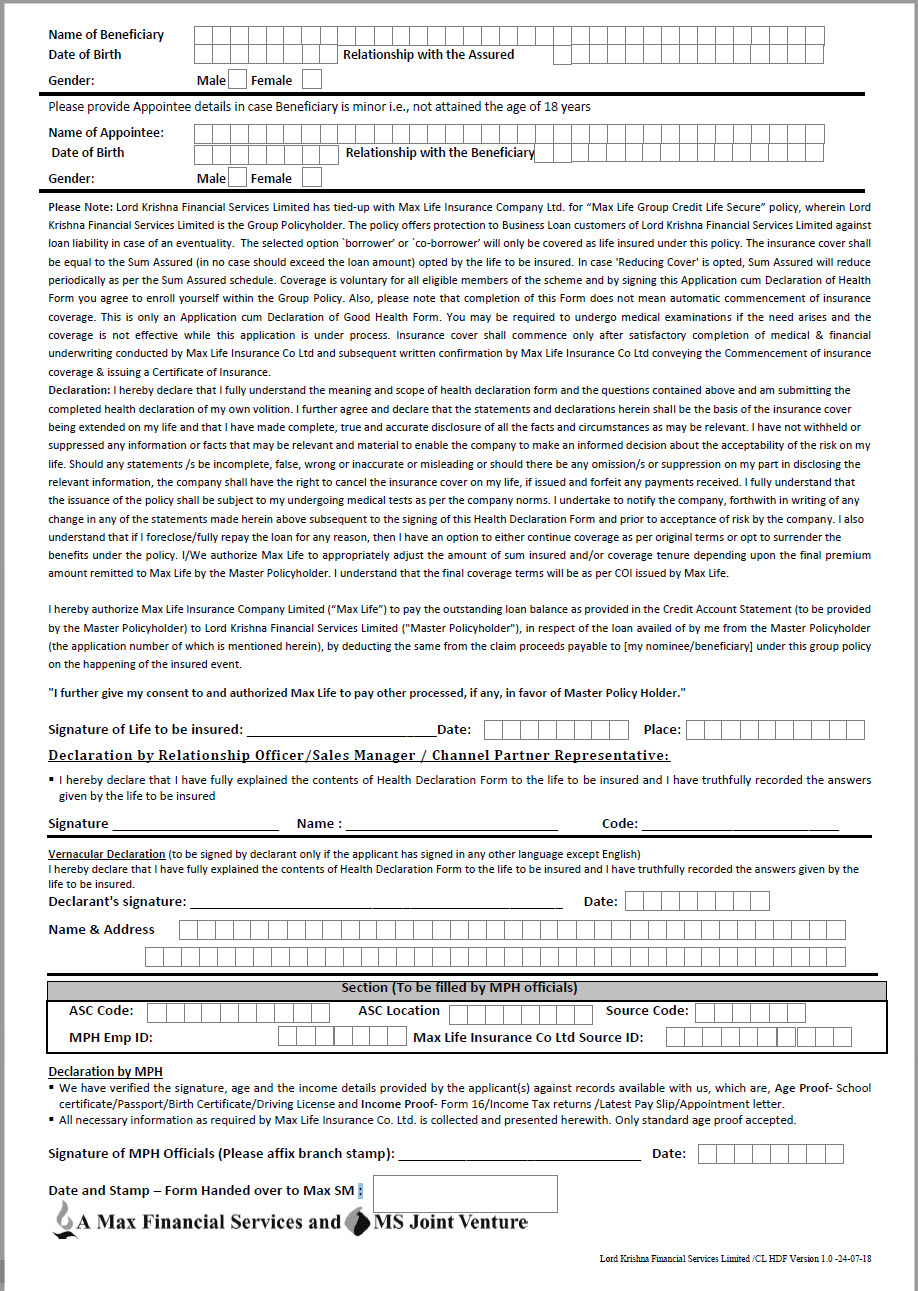 Name of Beneficiary
Date of Birth Relationship with the Assured
Gender: Male Female
Please provide Appointee details in case Beneficiary is minor i.e., not attained the age of 18 years
Name of Appointee:
Date of Birth Relationship with the Beneficiary
Gender: Male Female
Please Note: Lord Krishna Financial Services Limited has tied-up with Max Life Insurance Company Ltd. for “Max Life Group Credit Life Secure” policy, wherein Lord
Krishna Financial Services Limited is the Group Policyholder. The policy offers protection to Business Loan customers of Lord Krishna Financial Services Limited against
loan liability in case of an eventuality. The selected option `borrower’ or `co-borrower’ will only be covered as life insured under this policy. The insurance cover shall
be equal to the Sum Assured (in no case should exceed the loan amount) opted by the life to be insured. In case 'Reducing Cover' is opted, Sum Assured will reduce
periodically as per the Sum Assured schedule. Coverage is voluntary for all eligible members of the scheme and by signing this Application cum Declaration of Health
Form you agree to enroll yourself within the Group Policy. Also, please note that completion of this Form does not mean automatic commencement of insurance
coverage. This is only an Application cum Declaration of Good Health Form. You may be required to undergo medical examinations if the need arises and the
coverage is not effective while this application is under process. Insurance cover shall commence only after satisfactory completion of medical & financial
underwriting conducted by Max Life Insurance Co Ltd and subsequent written confirmation by Max Life Insurance Co Ltd conveying the Commencement of insurance
coverage & issuing a Certificate of Insurance.
Declaration: I hereby declare that I fully understand the meaning and scope of health declaration form and the questions contained above and am submitting the
completed health declaration of my own volition. I further agree and declare that the statements and declarations herein shall be the basis of the insurance cover
being extended on my life and that I have made complete, true and accurate disclosure of all the facts and circumstances as may be relevant. I have not withheld or
suppressed any information or facts that may be relevant and material to enable the company to make an informed decision about the acceptability of the risk on my
life. Should any statements /s be incomplete, false, wrong or inaccurate or misleading or should there be any omission/s or suppression on my part in disclosing the
relevant information, the company shall have the right to cancel the insurance cover on my life, if issued and forfeit any payments received. I fully understand that
the issuance of the policy shall be subject to my undergoing medical tests as per the company norms. I undertake to notify the company, forthwith in writing of any
change in any of the statements made herein above subsequent to the signing of this Health Declaration Form and prior to acceptance of risk by the company. I also
understand that if I foreclose/fully repay the loan for any reason, then I have an option to either continue coverage as per original terms or opt to surrender the
benefits under the policy. I/We authorize Max Life to appropriately adjust the amount of sum insured and/or coverage tenure depending upon the final premium
amount remitted to Max Life by the Master Policyholder. I understand that the final coverage terms will be as per COI issued by Max Life.
I hereby authorize Max Life Insurance Company Limited (“Max Life”) to pay the outstanding loan balance as provided in the Credit Account Statement (to be provided
by the Master Policyholder) to Lord Krishna Financial Services Limited ("Master Policyholder"), in respect of the loan availed of by me from the Master Policyholder
(the application number of which is mentioned herein), by deducting the same from the claim proceeds payable to [my nominee/beneficiary] under this group policy
on the happening of the insured event.
"I further give my consent to and authorized Max Life to pay other processed, if any, in favor of Master Policy Holder."
Signature of Life to be insured: ____________________________Date: Place:
Declaration by Relationship Officer/Sales Manager / Channel Partner Representative:
▪ I hereby declare that I have fully explained the contents of Health Declaration Form to the life to be insured and I have truthfully recorded the answers
given by the life to be insured
Signature ________________________ Name : ______________________________ Code: ____________________________
Vernacular Declaration (to be signed by declarant only if the applicant has signed in any other language except English)
I hereby declare that I have fully explained the contents of Health Declaration Form to the life to be insured and I have truthfully recorded the answers given by the
life to be insured.
Declarant's signature: ______________________________________________________ Date:
Name & Address
Section (To be filled by MPH officials)
ASC Code: ASC Location Source Code:
MPH Emp ID: Max Life Insurance Co Ltd Source ID:
Declaration by MPH
▪ We have verified the signature, age and the income details provided by the applicant(s) against records available with us, which are, Age Proof- School
certificate/Passport/Birth Certificate/Driving License and Income Proof- Form 16/Income Tax returns /Latest Pay Slip/Appointment letter.
▪ All necessary information as required by Max Life Insurance Co. Ltd. is collected and presented herewith. Only standard age proof accepted.
Signature of MPH Officials (Please affix branch stamp): ___________________________________ Date:
Date and Stamp – Form Handed over to Max SM :
A Max Financial Services and MS Joint Venture
Lord Krishna Financial Services Limited /CL HDF Version 1.0 -24-07-18